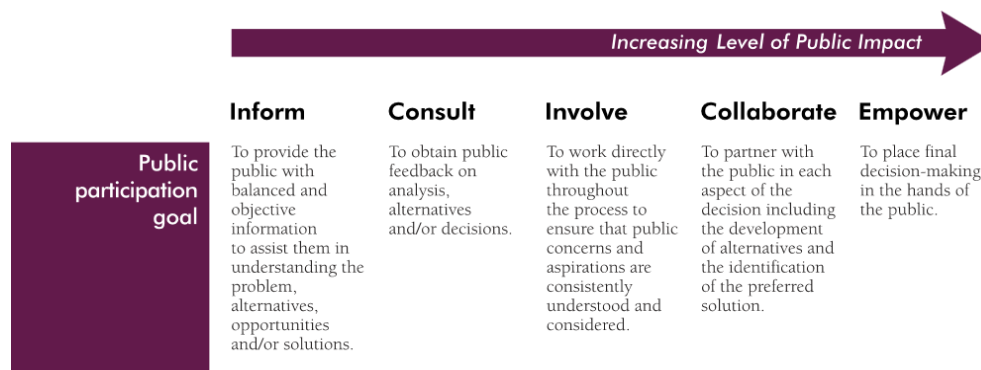 Increasing Level of Public Impact
Inform
Consult
Involve
Collaborate
Empower
Public
participation
goal
To provide the
public with
balanced and
objective
information
to assist them in
understanding the
problem,
alternatives,
opportunities
and/or solutions.
To obtain public
feedback on
analysis,
alternatives
and/or decisions.
To work directly
with the public
throughout
the process to
ensure that public
concerns and
aspirations are
consistently
understood and
considered.
To partner with
the public in each
aspect of the
decision including
the development
of alternatives and
the identification
of the preferred
solution.
To place final
decision-making
in the hands of
the public.